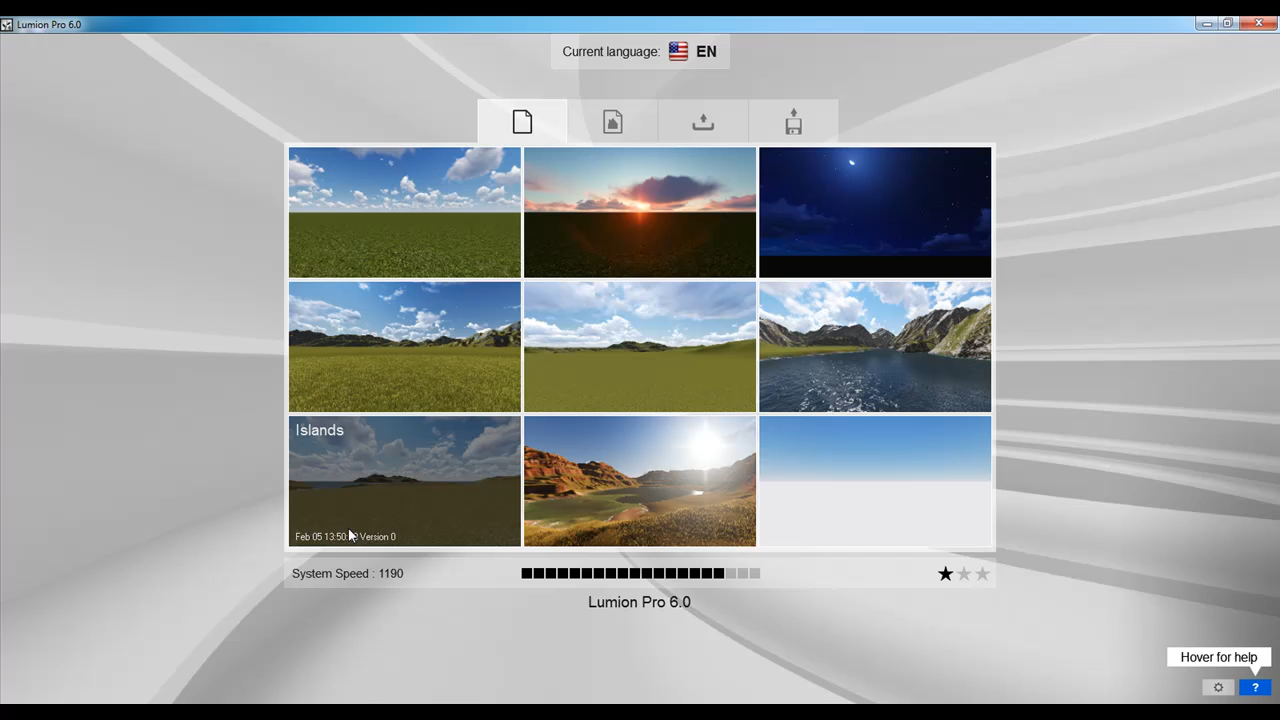 Lumion Pro 6.0
Current language: EN
Islands
Feb 05 13:50: Version 0
System Speed : 1190
Lumion Pro 6.0
Hover for help
?